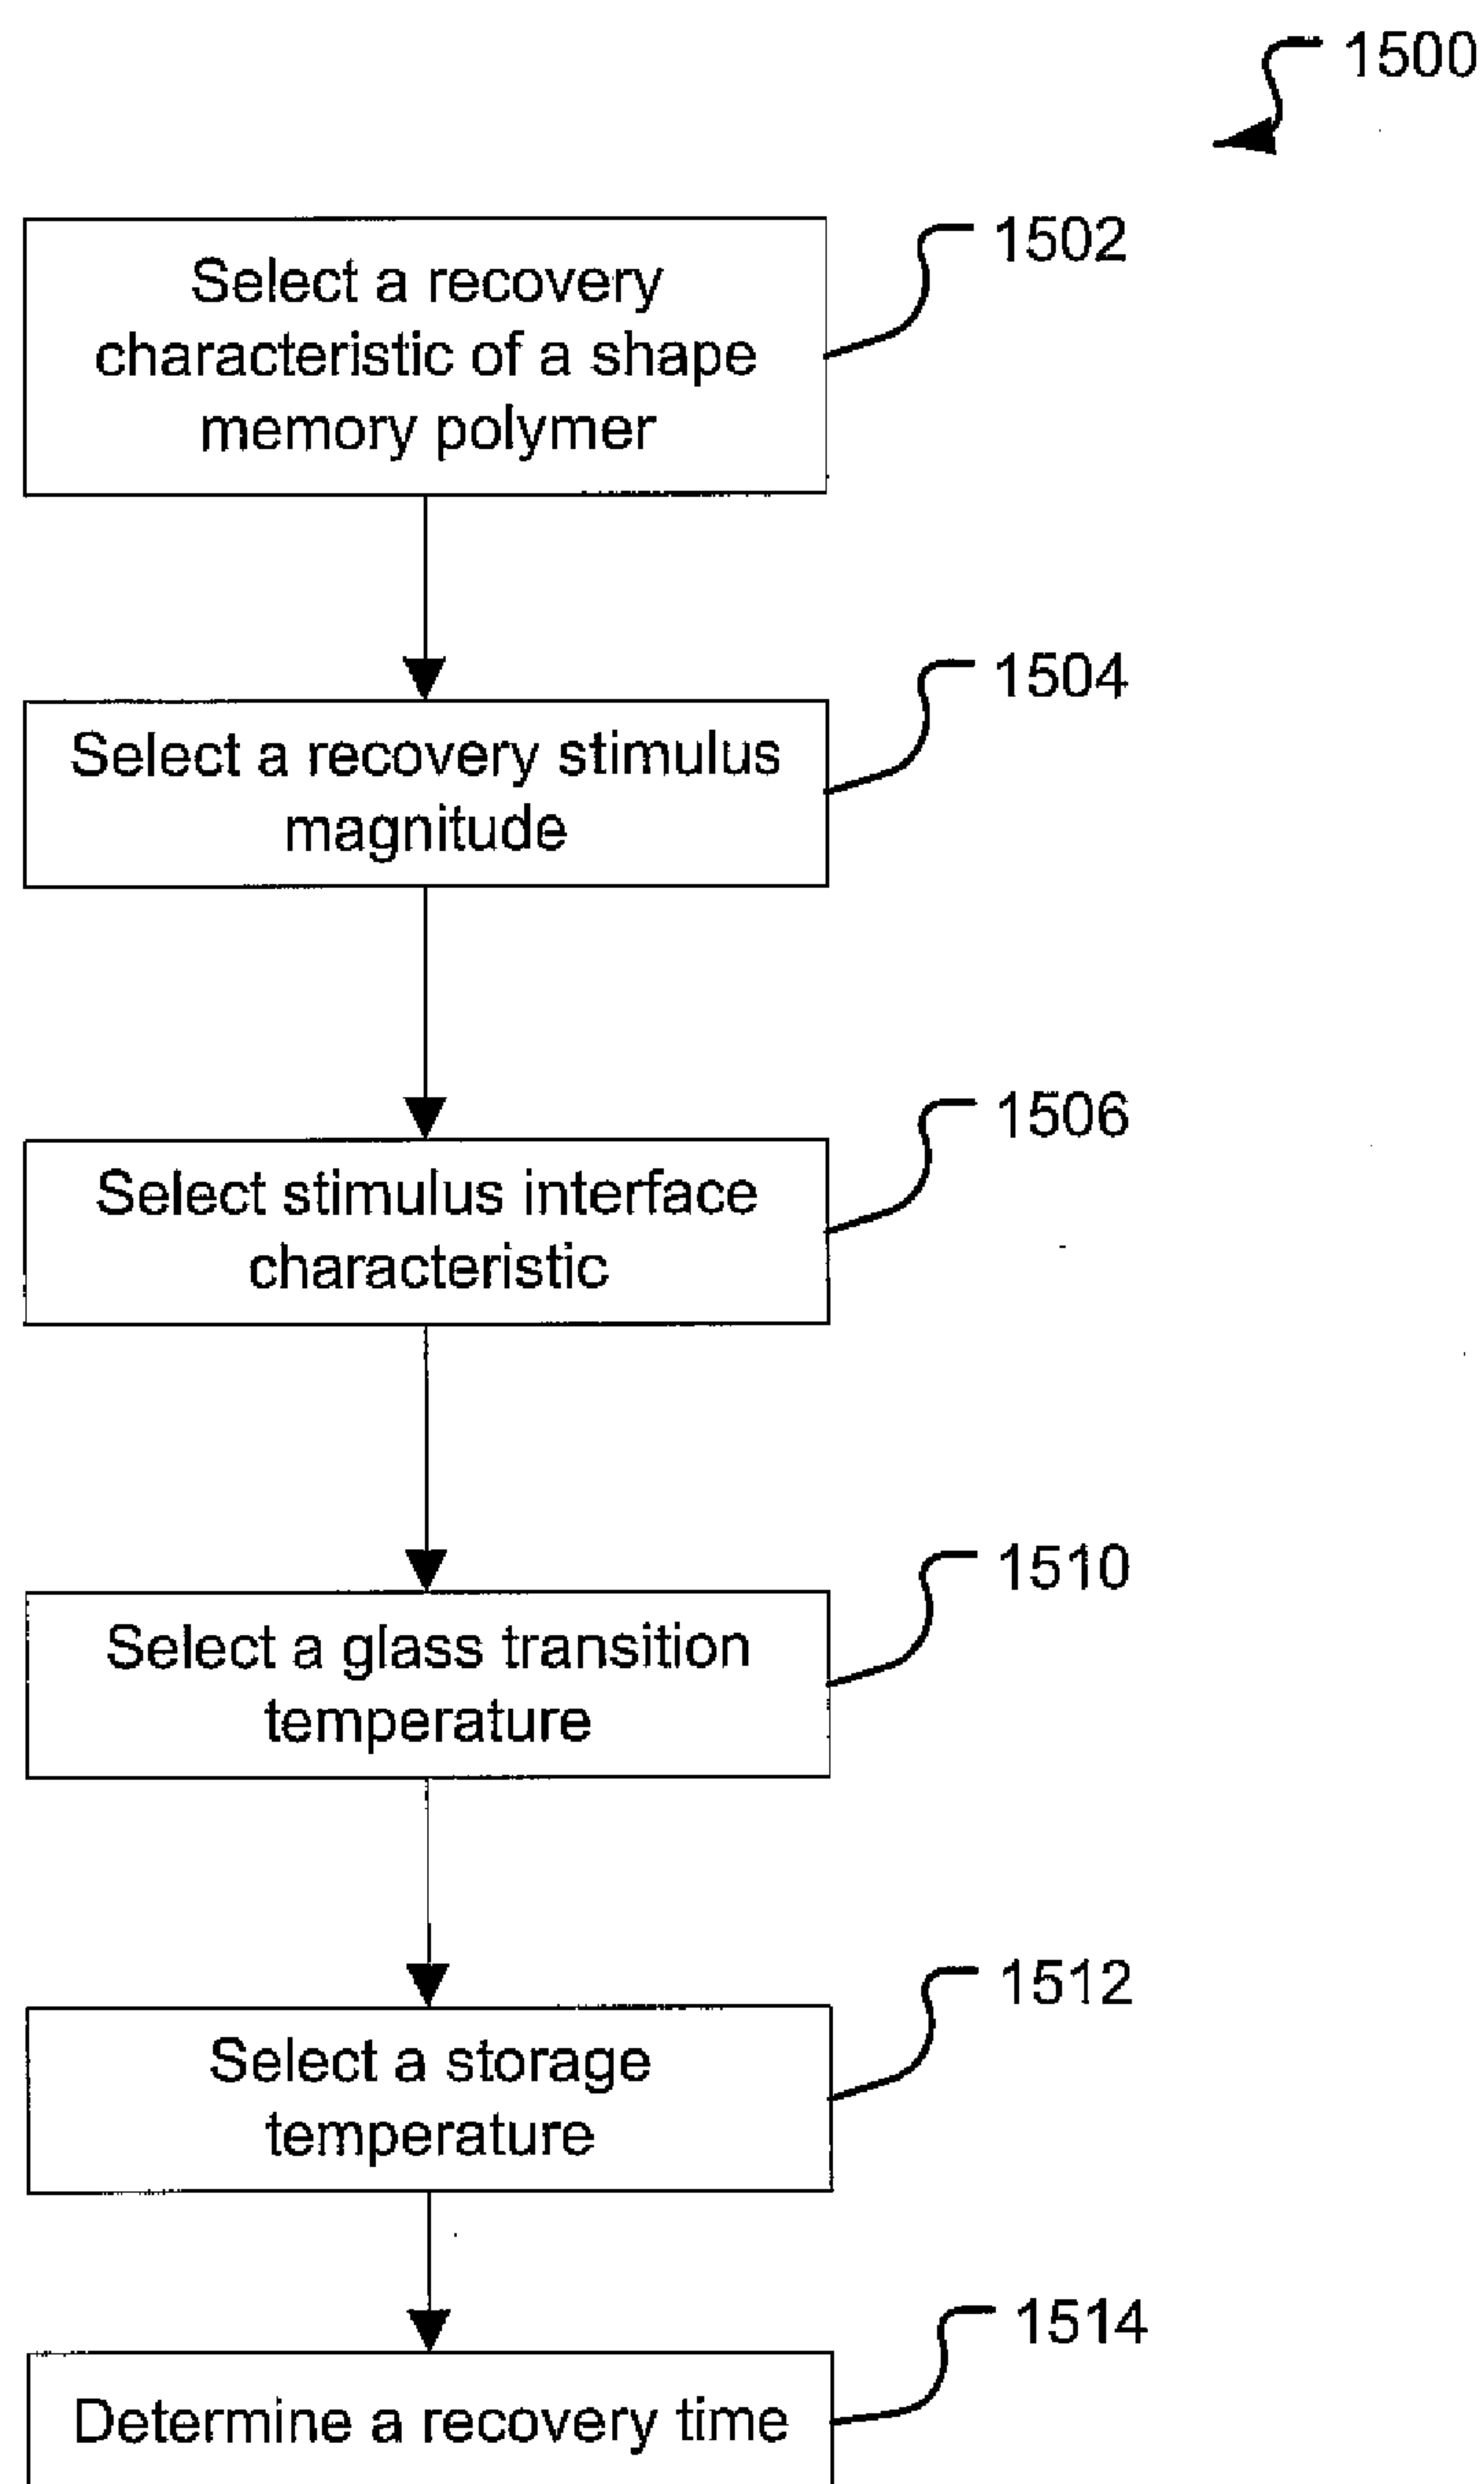 1500
Select a recovery
characteristic of a shape
memory polymer
1502
Select a recovery stimulus
magnitude
1504
Select stimulus interface
characteristic
1506
Select a glass transition
temperature
1510
Select a storage
temperature
1512
Determine a recovery time
1514